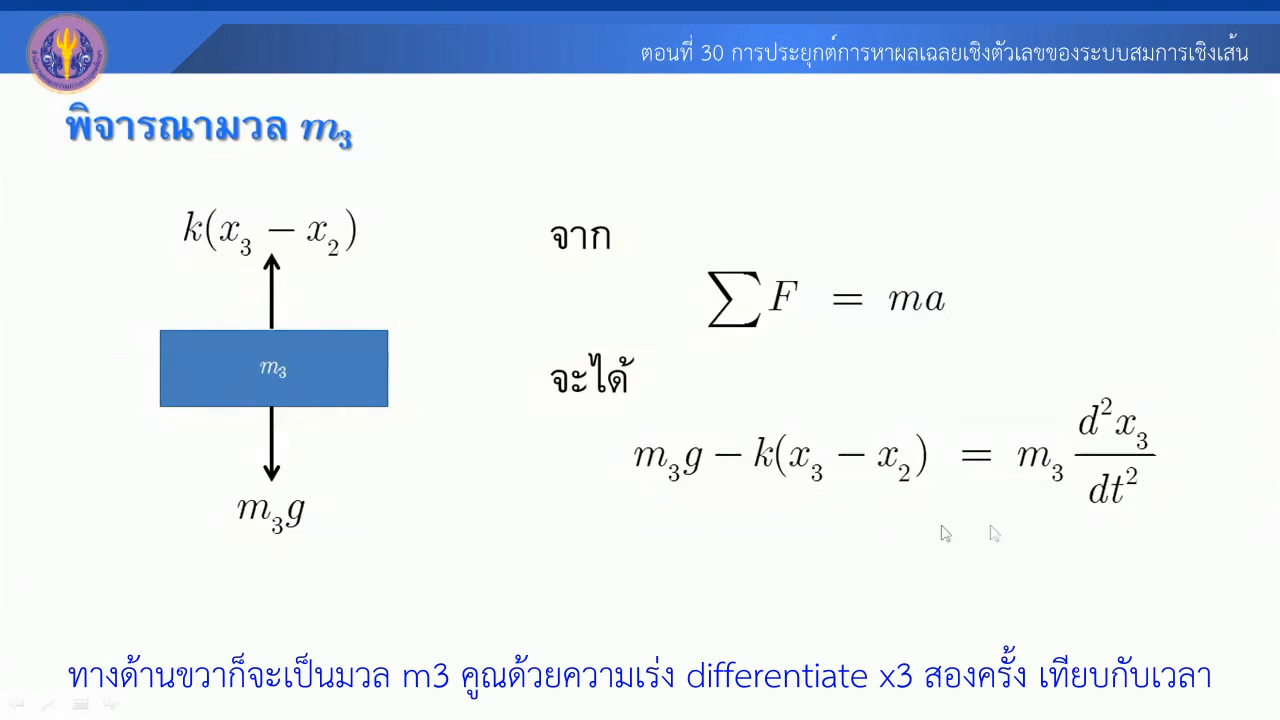 ตอนที่ 30 การประยุกต์การหาผลเฉลยเชิงตัวเลขของระบบสมการเชิงเส้น
พิจารณามวล m₃
k(x₃ − x₂)
m₃
m₃g
จาก
∑F = ma
จะได้
m₃g − k(x₃ − x₂) = m₃ d²x₃/dt²
ทางด้านขวาก็จะเป็นมวล m3 คูณด้วยความเร่ง differentiate x3 สองครั้ง เทียบกับเวลา